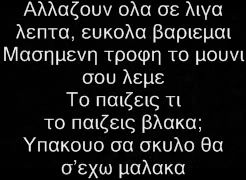 Αλλαζουν ολα σε λιγα
λεπτα, ευκολα βαριεμαι
Μασημενη τροφη το μουνι
σου λεμε
Το παιζεις τι
το παιζεις βλακα;
Υπακουο σα σκυλο θα
σ'εχω μαλακα